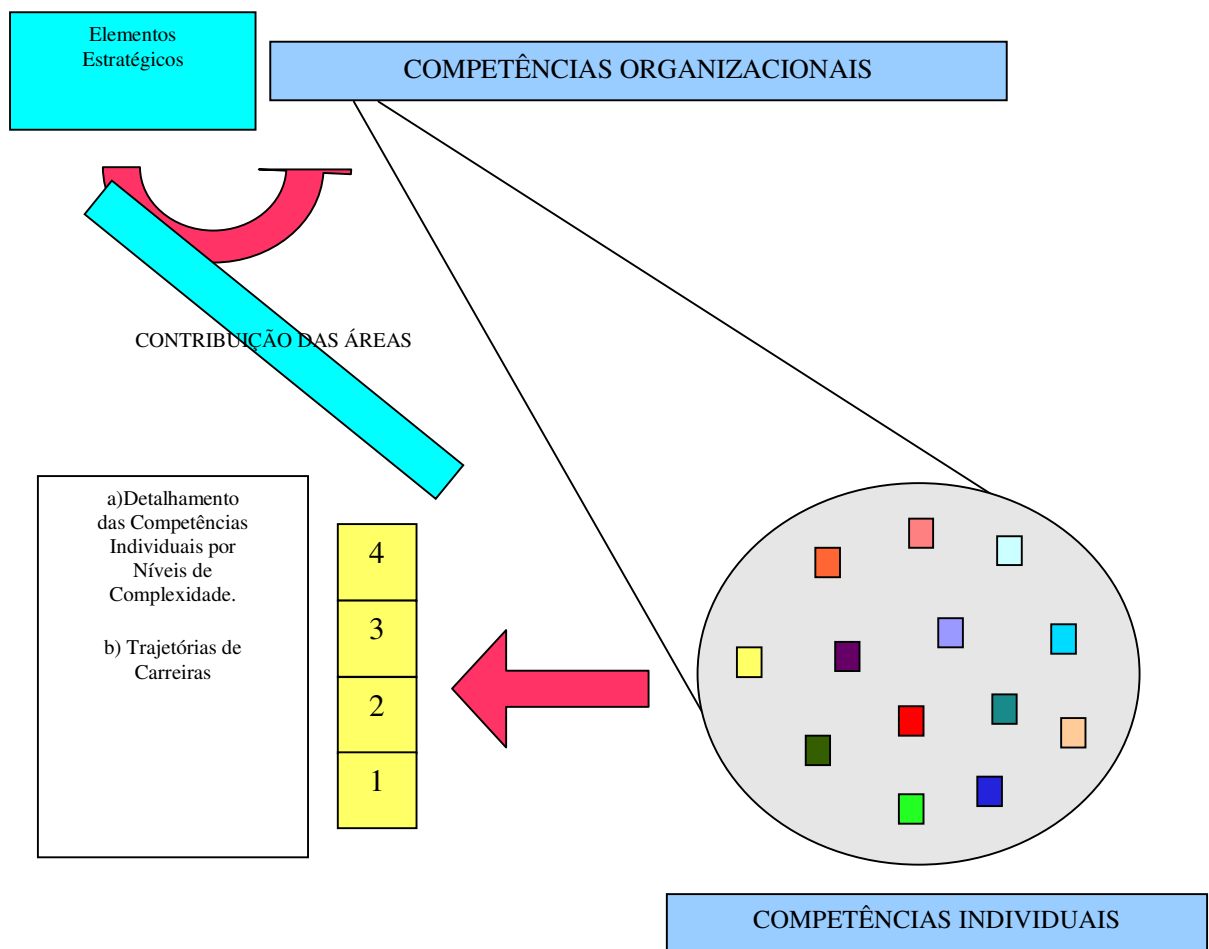 Elementos
Estratégicos
COMPETÊNCIAS ORGANIZACIONAIS
CONTRIBUIÇÃO DAS ÁREAS
a)Detalhamento
das Competências
Individuais por
Níveis de
Complexidade.
b) Trajetórias de
Carreiras
4
3
2
1
COMPETÊNCIAS INDIVIDUAIS